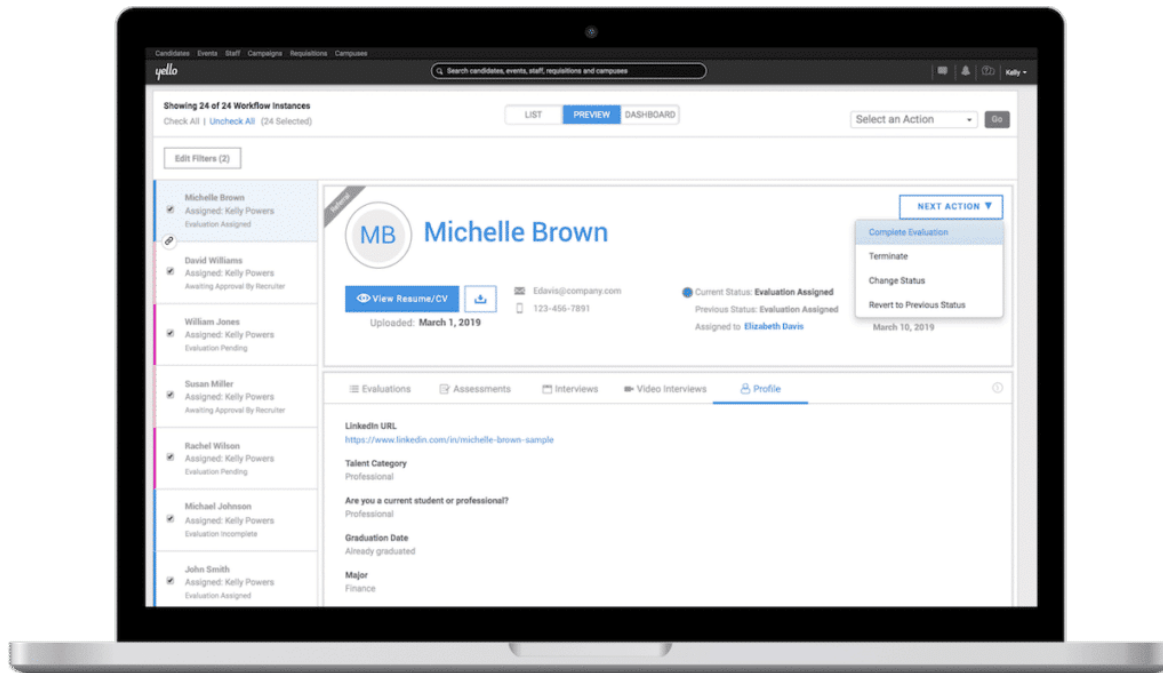 Candidates Events Staff Campaigns Requisitions Campuses
yello
Search candidates, events, staff, requisitions and campuses
Kelly
Showing 24 of 24 Workflow Instances
Check All | Uncheck All (24 Selected)
LIST PREVIEW DASHBOARD
Select an Action
Go
Edit Filters (2)
Michelle Brown
Assigned: Kelly Powers
Evaluation Assigned
David Williams
Assigned: Kelly Powers
Awaiting Approval By Recruiter
William Jones
Assigned: Kelly Powers
Evaluation Pending
Susan Miller
Assigned: Kelly Powers
Awaiting Approval By Recruiter
Rachel Wilson
Assigned: Kelly Powers
Evaluation Pending
Michael Johnson
Assigned: Kelly Powers
Evaluation Incomplete
John Smith
Assigned: Kelly Powers
Evaluation Assigned
Referral
MB
Michelle Brown
NEXT ACTION
Complete Evaluation
Terminate
Change Status
Revert to Previous Status
View Resume/CV
Uploaded: March 1, 2019
Edavis@company.com
123-456-7891
Current Status: Evaluation Assigned
Previous Status: Evaluation Assigned
Assigned to Elizabeth Davis
March 10, 2019
Evaluations Assessments Interviews Video Interviews Profile
LinkedIn URL
https://www.linkedin.com/in/michelle-brown-sample
Talent Category
Professional
Are you a current student or professional?
Professional
Graduation Date
Already graduated
Major
Finance